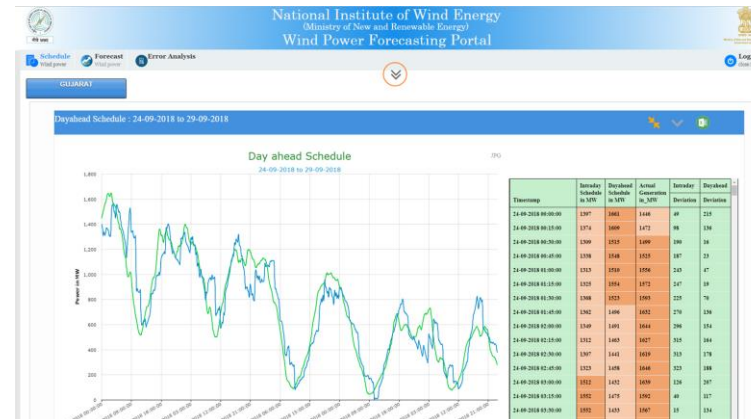 National Institute of Wind Energy
(Ministry of New and Renewable Energy)
Wind Power Forecasting Portal
Schedule
Wind power
Forecast
Wind power
Error Analysis
Log
GUJARAT
Dayahead Schedule : 24-09-2018 to 29-09-2018
Day ahead Schedule
24-09-2018 to 29-09-2018
JPG
Power in MW
1,800
1,600
1,400
1,200
1,000
800
600
400
200
0
Timestamp Intraday Schedule in MW Dayahead Schedule in MW Actual Generation in_MW Intraday Deviation Dayahead Deviation
24-09-2018 00:00:00 1397 1661 1446 49 215
24-09-2018 00:15:00 1374 1609 1472 98 136
24-09-2018 00:30:00 1309 1515 1499 190 16
24-09-2018 00:45:00 1338 1548 1525 187 23
24-09-2018 01:00:00 1313 1510 1556 243 47
24-09-2018 01:15:00 1325 1554 1572 247 19
24-09-2018 01:30:00 1368 1523 1593 225 70
24-09-2018 01:45:00 1362 1496 1632 270 136
24-09-2018 02:00:00 1349 1491 1644 296 154
24-09-2018 02:15:00 1312 1463 1627 315 164
24-09-2018 02:30:00 1307 1441 1619 313 178
24-09-2018 02:45:00 1323 1458 1646 323 188
24-09-2018 03:00:00 1512 1432 1639 126 207
24-09-2018 03:15:00 1552 1475 1592 40 117
24-09-2018 03:30:00 1552 1433 1567 15 134